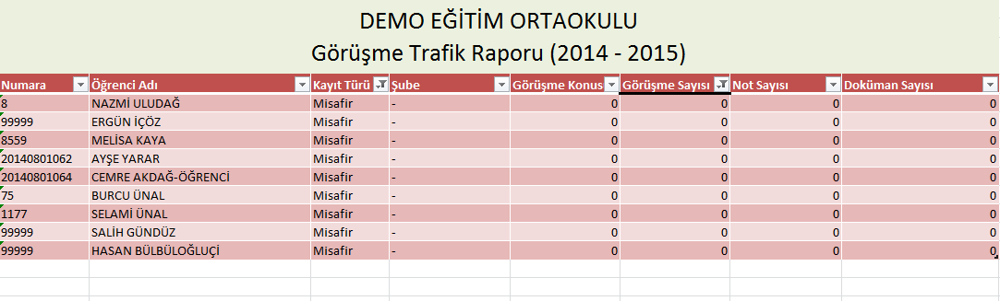 DEMO EĞİTİM ORTAOKULU
Görüşme Trafik Raporu (2014 - 2015)
Numara Öğrenci Adı Kayıt Türü Şube Görüşme Konus Görüşme Sayısı Not Sayısı Doküman Sayısı
8 NAZMİ ULUDAĞ Misafir - 0 0 0 0
99999 ERGÜN İÇÖZ Misafir - 0 0 0 0
8559 MELİSA KAYA Misafir - 0 0 0 0
20140801062 AYŞE YARAR Misafir - 0 0 0 0
20140801064 CEMRE AKDAĞ-ÖĞRENCİ Misafir - 0 0 0 0
75 BURCU ÜNAL Misafir - 0 0 0 0
1177 SELAMİ ÜNAL Misafir - 0 0 0 0
99999 SALİH GÜNDÜZ Misafir - 0 0 0 0
99999 HASAN BÜLBÜLOĞLUÇİ Misafir - 0 0 0 0